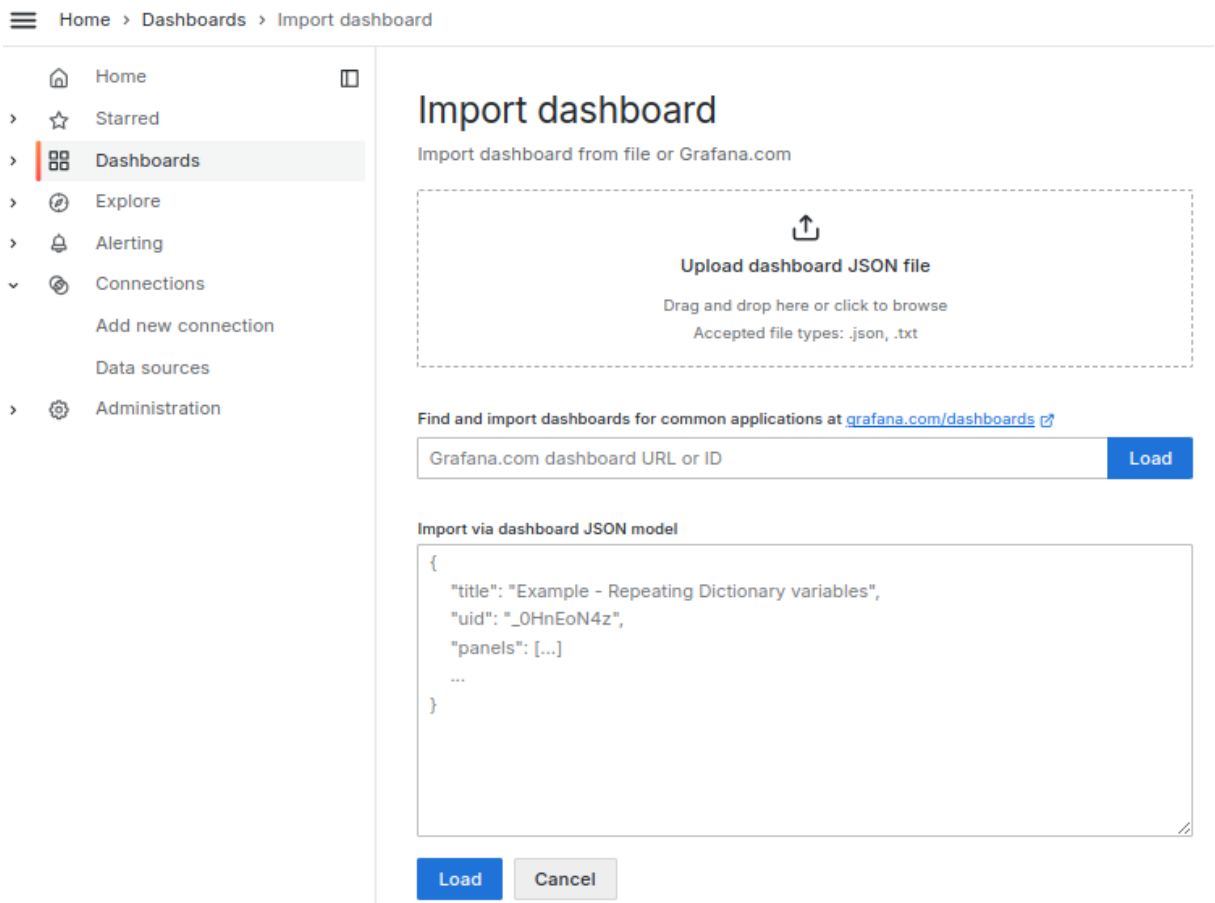 Home › Dashboards › Import dashboard
Home
Starred
Dashboards
Explore
Alerting
Connections
Add new connection
Data sources
Administration
Import dashboard
Import dashboard from file or Grafana.com
Upload dashboard JSON file
Drag and drop here or click to browse
Accepted file types: .json, .txt
Find and import dashboards for common applications at grafana.com/dashboards
Grafana.com dashboard URL or ID
Load
Import via dashboard JSON model
{
"title": "Example - Repeating Dictionary variables",
"uid": "_0HnEoN4z",
"panels": [...]
...
}
Load
Cancel